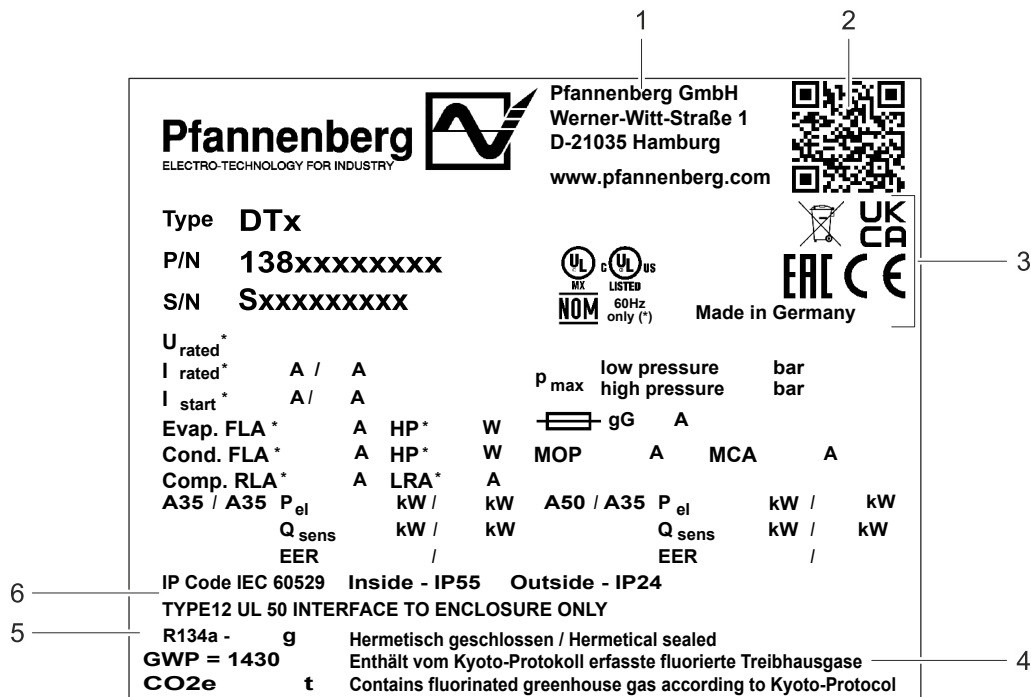 1
2
Pfannenberg
ELECTRO-TECHNOLOGY FOR INDUSTRY
Pfannenberg GmbH
Werner-Witt-Straße 1
D-21035 Hamburg
www.pfannenberg.com
Type DTx
P/N 138xxxxxxxx
S/N Sxxxxxxxxx
UL
MX
NOM
C UL US
LISTED
60Hz
only (*)
UK
CA
EAC CE
Made in Germany
3
U rated *
I rated * A / A
I start * A / A
p max low pressure bar
high pressure bar
gG A
Evap. FLA * A HP * W
Cond. FLA * A HP * W MOP A MCA A
Comp. RLA * A LRA * A
A35 / A35 P el kW / kW A50 / A35 P el kW / kW
Q sens kW / kW Q sens kW / kW
EER / EER /
6
IP Code IEC 60529 Inside - IP55 Outside - IP24
TYPE12 UL 50 INTERFACE TO ENCLOSURE ONLY
5
R134a - g Hermetisch geschlossen / Hermetical sealed
GWP = 1430 Enthält vom Kyoto-Protokoll erfasste fluorierte Treibhausgase
4
CO2e t Contains fluorinated greenhouse gas according to Kyoto-Protocol